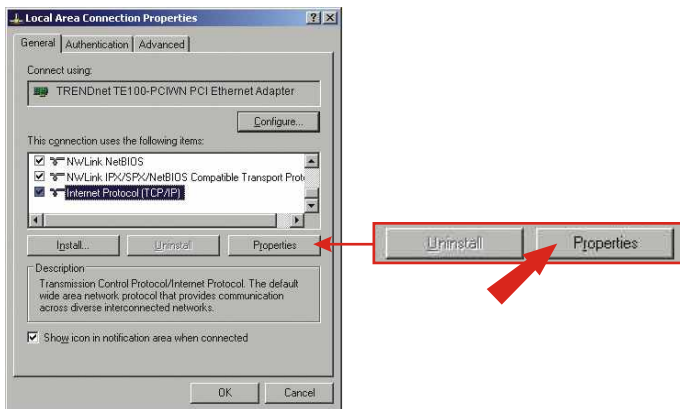 Local Area Connection Properties
General Authentication Advanced
Connect using:
TRENDnet TE100-PCIWN PCI Ethernet Adapter
Configure...
This connection uses the following items:
NWLink NetBIOS
NWLink IPX/SPX/NetBIOS Compatible Transport Proto
Internet Protocol (TCP/IP)
Install... Uninstall Properties
Uninstall Properties
Description
Transmission Control Protocol/Internet Protocol. The default
wide area network protocol that provides communication
across diverse interconnected networks.
Show icon in notification area when connected
OK Cancel